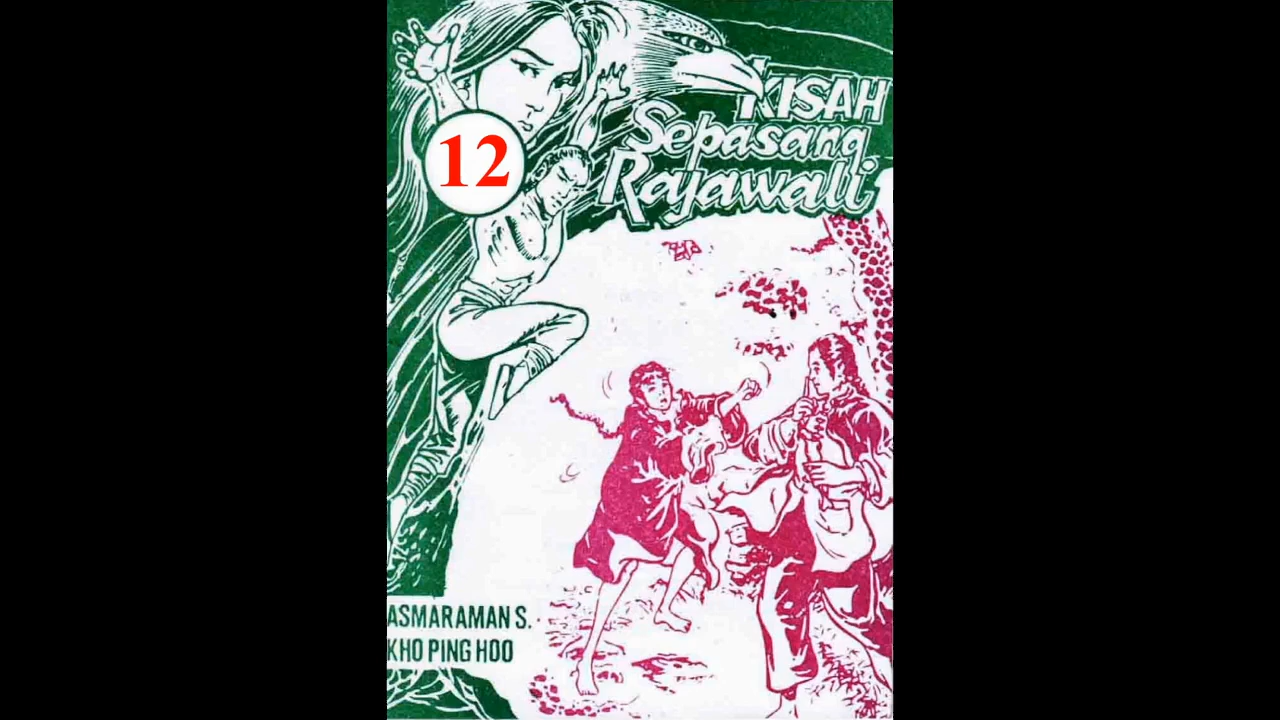 12
KISAH
Sepasang
Rajawali
ASMARAMAN S.
KHO PING HOO